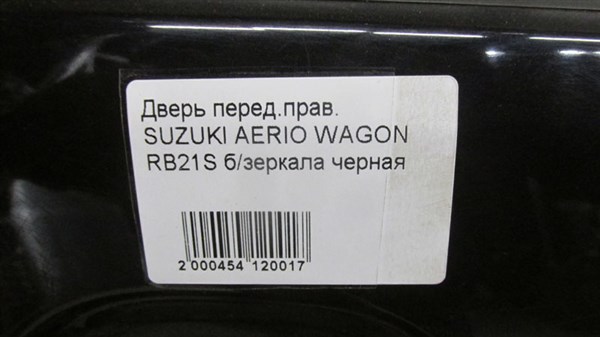 Дверь перед.прав.
SUZUKI AERIO WAGON
RB21S б/зеркала черная
2 000454 120017